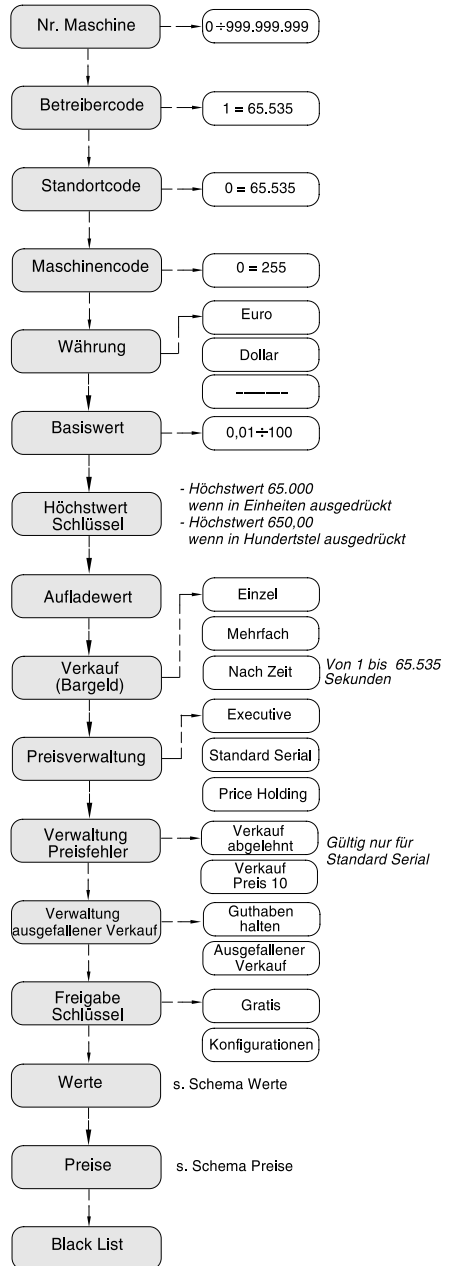 Nr. Maschine
0÷999.999.999
Betreibercode
1 = 65.535
Standortcode
0 = 65.535
Maschinencode
0 = 255
Währung
Euro
Dollar
–––––––
Basiswert
0,01÷100
Höchstwert
Schlüssel
- Höchstwert 65.000
wenn in Einheiten ausgedrückt
- Höchstwert 650,00
wenn in Hundertstel ausgedrückt
Aufladewert
Verkauf
(Bargeld)
Einzel
Mehrfach
Nach Zeit
Von 1 bis 65.535
Sekunden
Preisverwaltung
Executive
Standard Serial
Price Holding
Verwaltung
Preisfehler
Verkauf
abgelehnt
Verkauf
Preis 10
Gültig nur für
Standard Serial
Verwaltung
ausgefallener Verkauf
Guthaben
halten
Ausgefallener
Verkauf
Freigabe
Schlüssel
Gratis
Konfigurationen
Werte
s. Schema Werte
Preise
s. Schema Preise
Black List